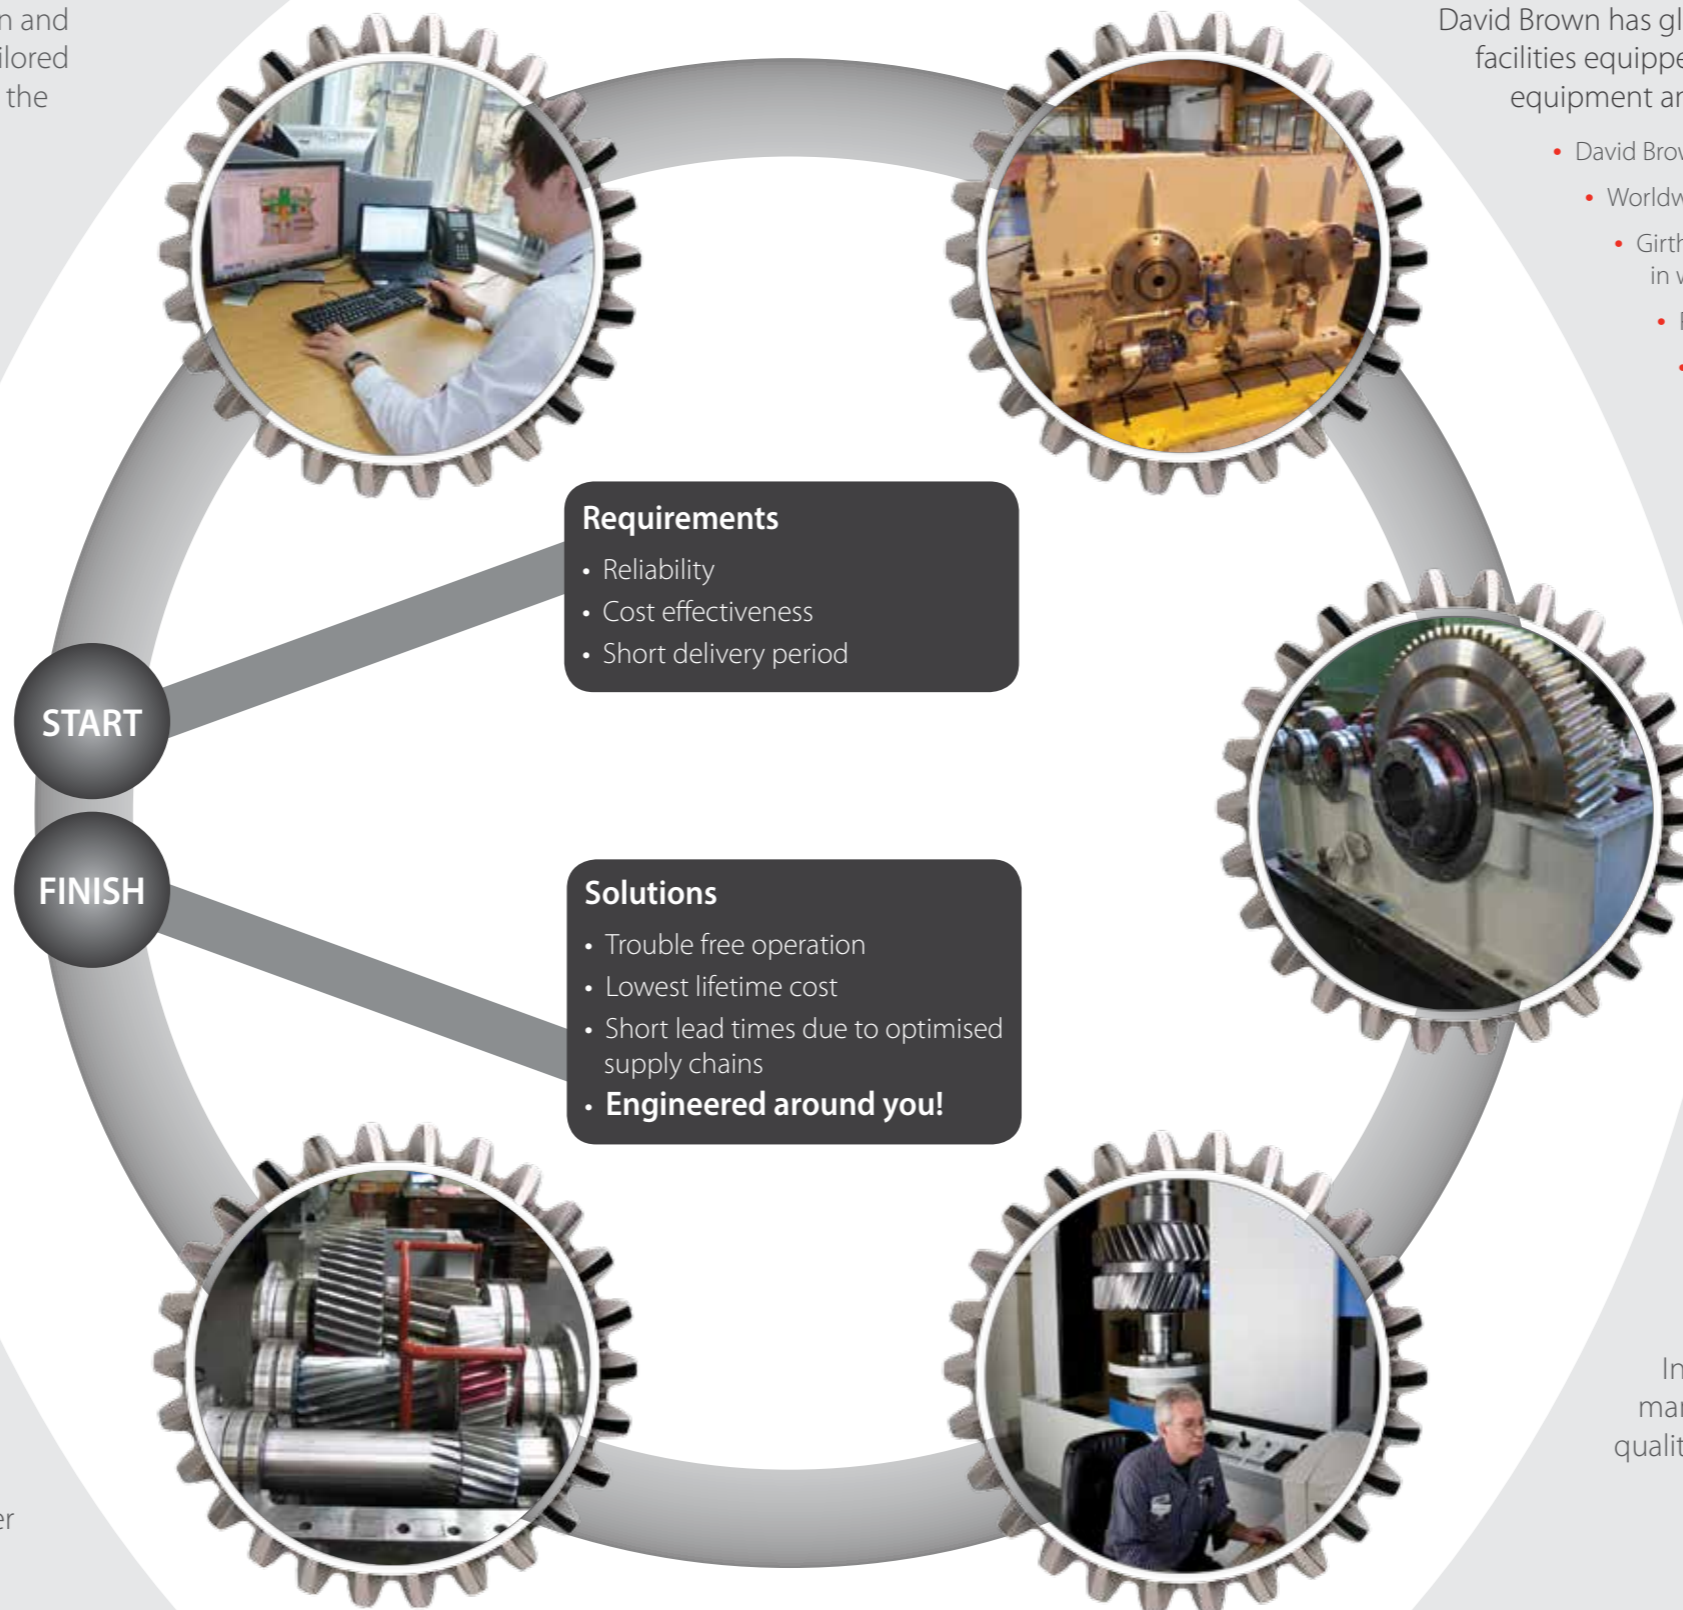 n and
ilored
the
David Brown has gl
facilities equippe
equipment an
• David Brow
• Worldw
• Girth
in w
•
•
Requirements
• Reliability
• Cost effectiveness
• Short delivery period
START
FINISH
Solutions
• Trouble free operation
• Lowest lifetime cost
• Short lead times due to optimised
supply chains
• Engineered around you!
In
man
qualit
er